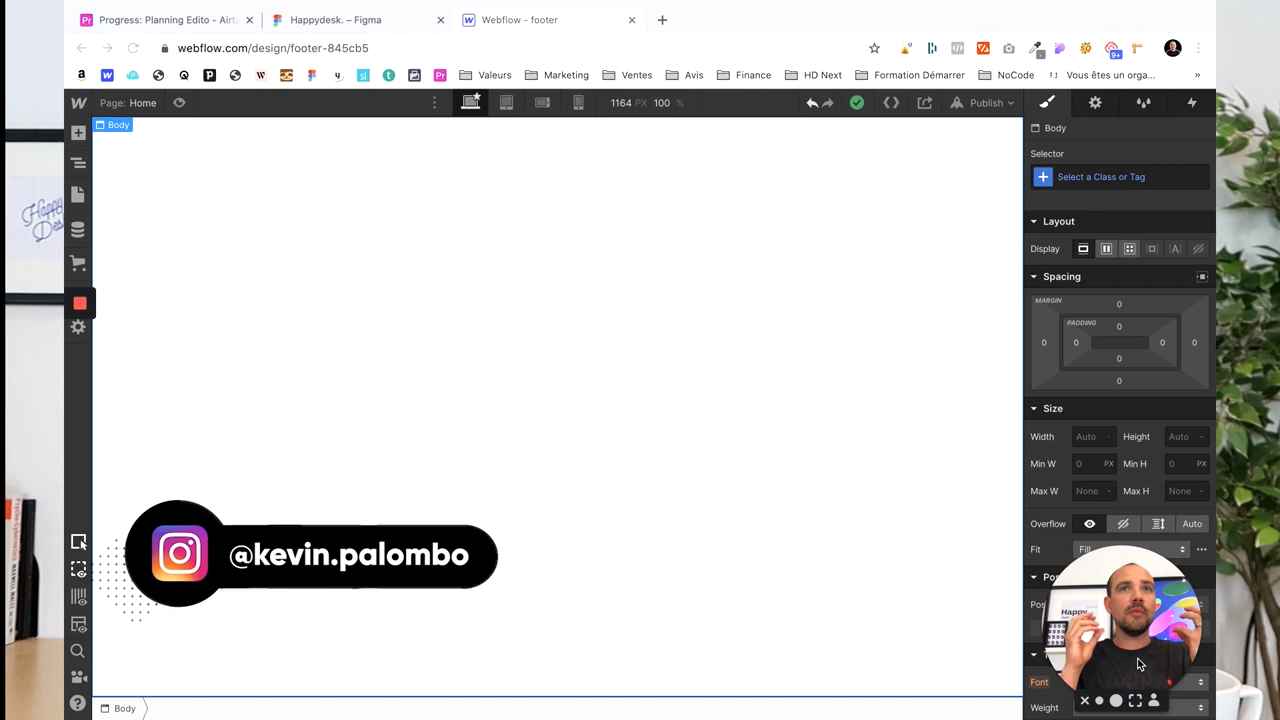 Progress: Planning Edito - Airta
Happydesk. – Figma
Webflow - footer
webflow.com/design/footer-845cb5
Valeurs
Marketing
Ventes
Avis
Finance
HD Next
Formation Démarrer
NoCode
Vous êtes un orga...
»
Page: Home
1164 PX 100 %
Publish
Body
Body
Selector
Select a Class or Tag
Layout
Display
Spacing
MARGIN
0
PADDING
0
0 0 0 0
0
0
Size
Width Auto - Height Auto -
Min W 0 PX Min H 0 PX
Max W None - Max H None -
Overflow Auto
Fit Fill
Pos
Pos
Font
Weight
@kevin.palombo
Happy
Body